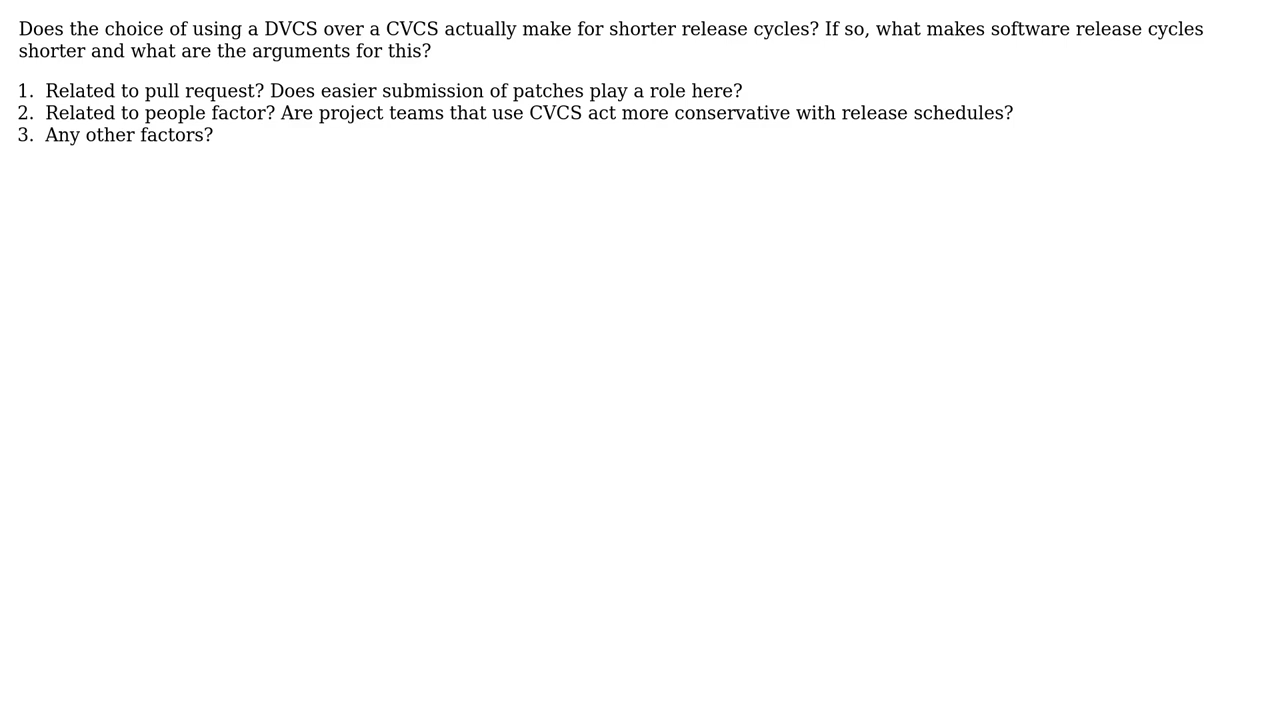 Does the choice of using a DVCS over a CVCS actually make for shorter release cycles? If so, what makes software release cycles
shorter and what are the arguments for this?
1. Related to pull request? Does easier submission of patches play a role here?
2. Related to people factor? Are project teams that use CVCS act more conservative with release schedules?
3. Any other factors?